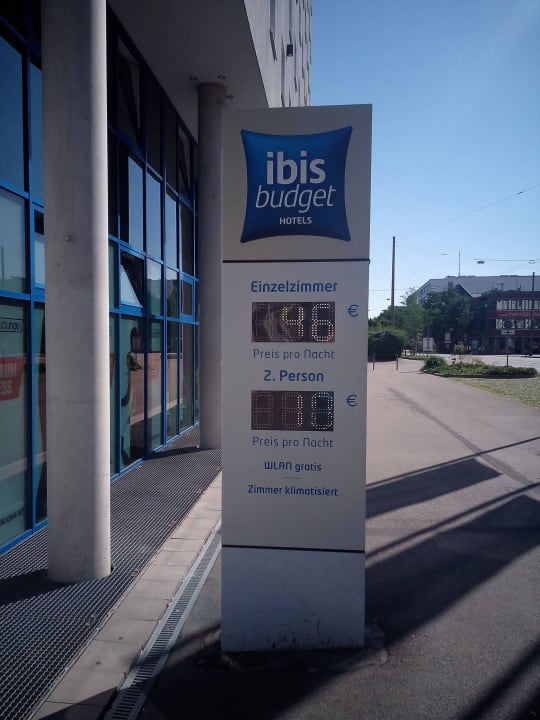 ibis
budget
HOTELS
Einzelzimmer
46 €
Preis pro Nacht
2. Person
€
Preis pro Nacht
WLAN gratis
Zimmer klimatisiert